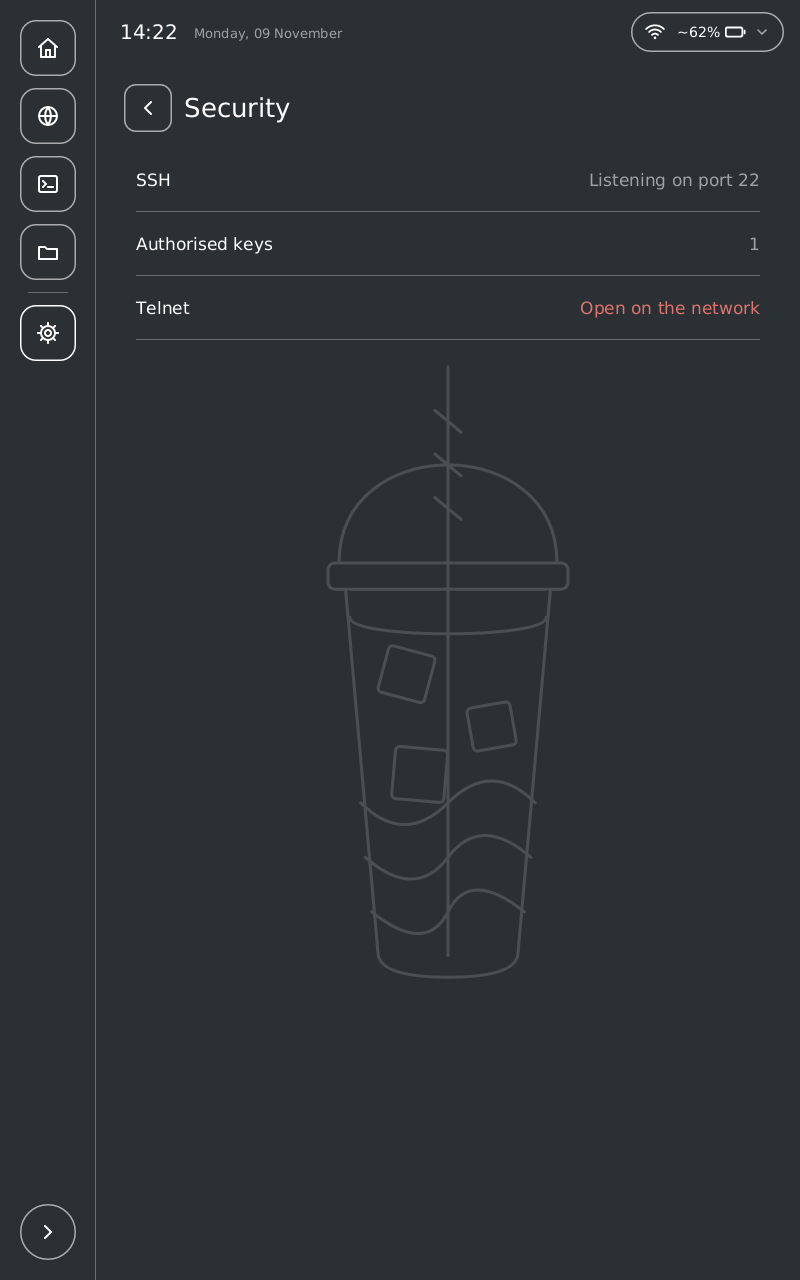 14:22 Monday, 09 November ~62%
Security
SSH Listening on port 22
Authorised keys 1
Telnet Open on the network